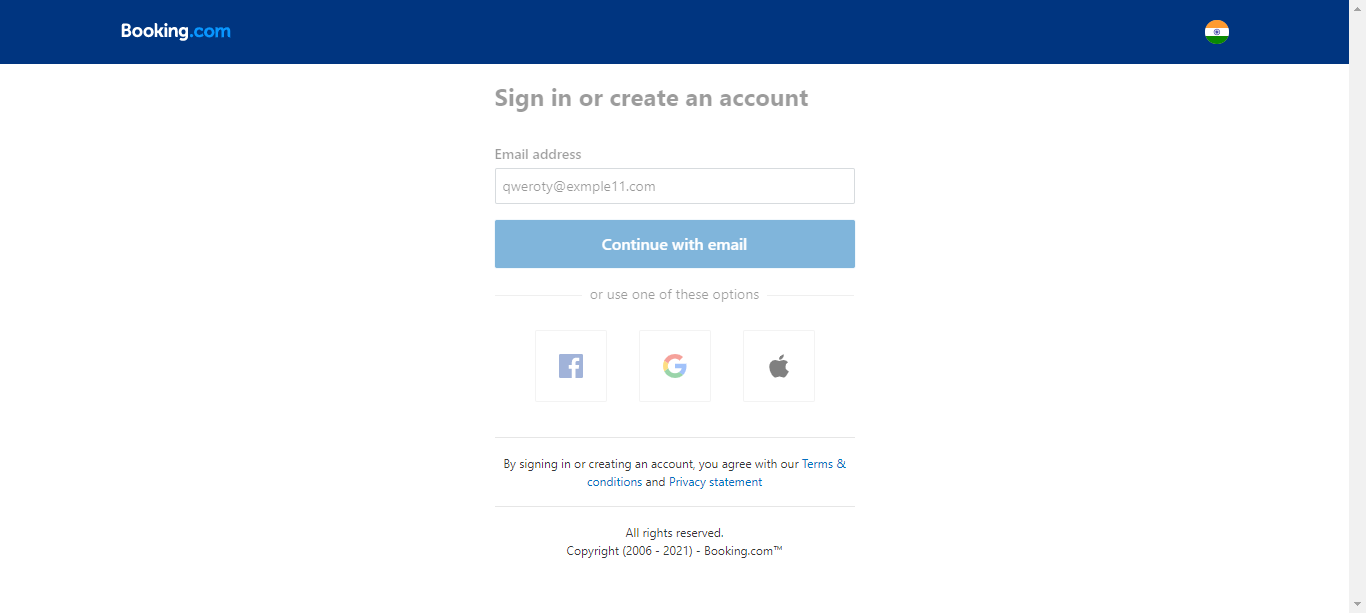 Booking.com
Sign in or create an account
Email address
qweroty@exmple11.com
Continue with email
or use one of these options
By signing in or creating an account, you agree with our Terms &
conditions and Privacy statement
All rights reserved.
Copyright (2006 - 2021) - Booking.com™